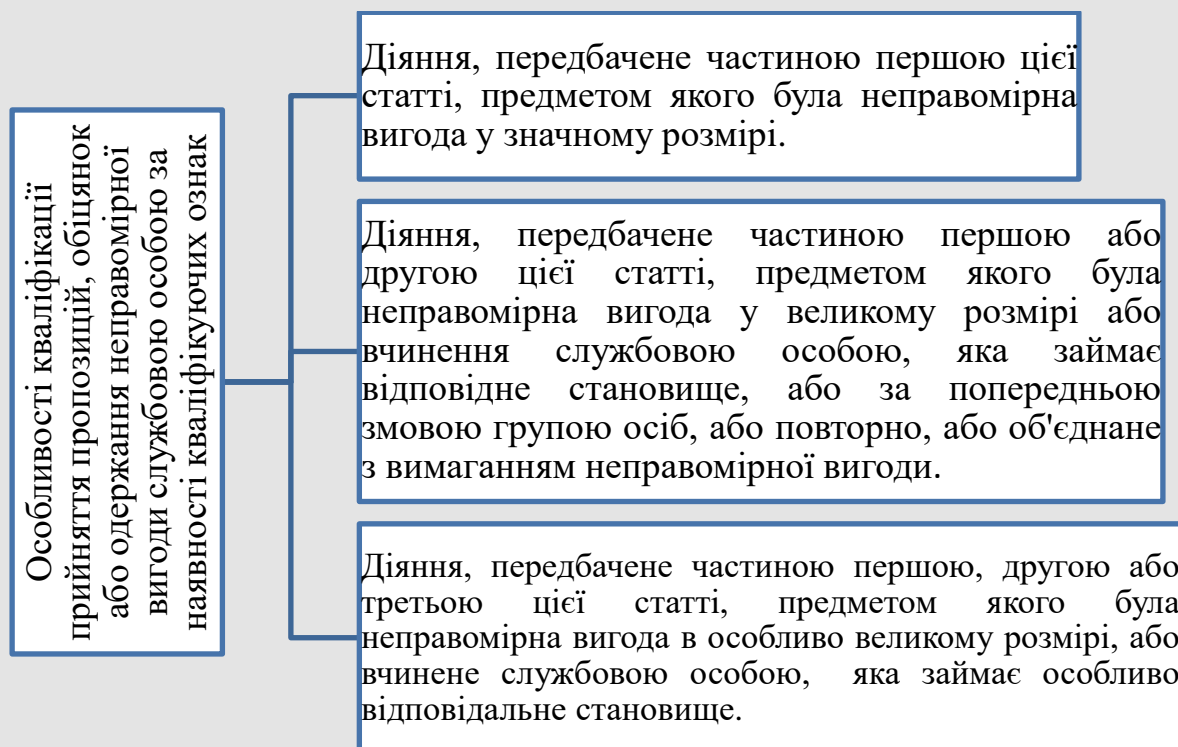 Особливості кваліфікації
прийняття пропозицій, обіцянок
або одержання неправомірної
вигоди службовою особою за
наявності кваліфікуючих ознак
Діяння, передбачене частиною першою цієї
статті, предметом якого була неправомірна
вигода у значному розмірі.
Діяння, передбачене частиною першою або
другою цієї статті, предметом якого була
неправомірна вигода у великому розмірі або
вчинення службовою особою, яка займає
відповідне становище, або за попередньою
змовою групою осіб, або повторно, або об'єднане
з вимаганням неправомірної вигоди.
Діяння, передбачене частиною першою, другою або
третьою цієї статті, предметом якого була
неправомірна вигода в особливо великому розмірі, або
вчинене службовою особою, яка займає особливо
відповідальне становище.